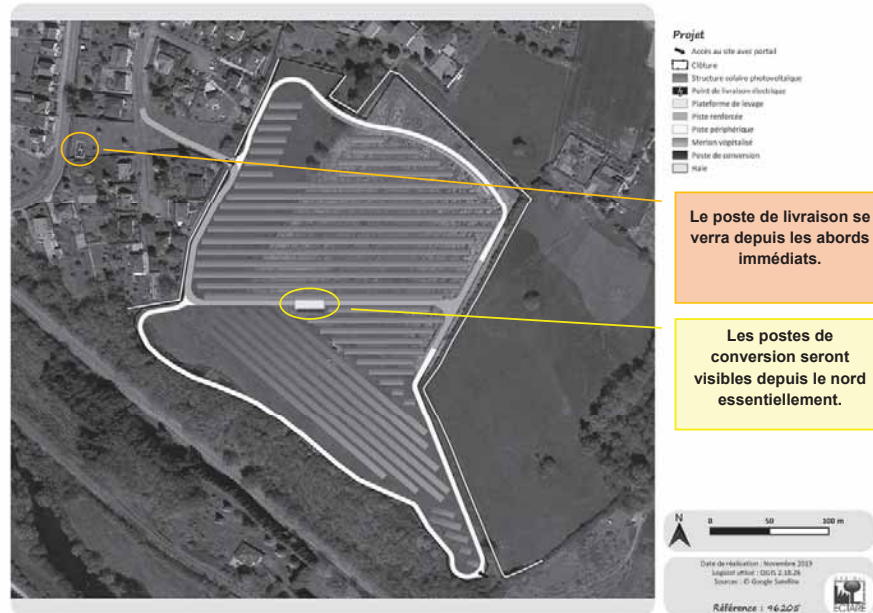 Projet
Accès au site avec portail
Clôture
Structure solaire photovoltaïque
Point de livraison électrique
Plateforme de levage
Piste renforcée
Piste périphérique
Merlon végétalisé
Poste de conversion
Haie
Le poste de livraison se
verra depuis les abords
immédiats.
Les postes de
conversion seront
visibles depuis le nord
essentiellement.
N
0 50 100 m
Date de réalisation : Novembre 2019
Logiciel utilisé : QGIS 2.18.26
Sources : © Google Satellite
Référence : 96205
ECTARE